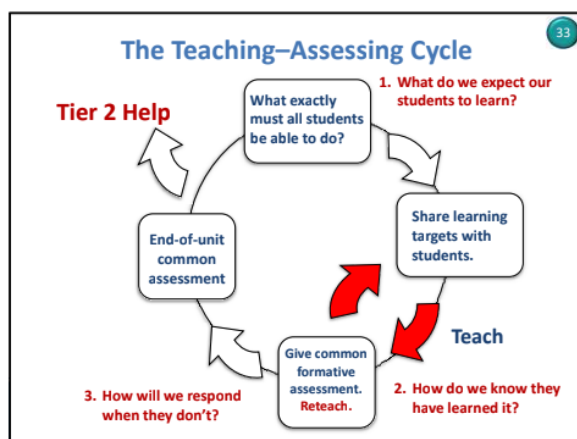 33
The Teaching–Assessing Cycle
1. What do we expect our
students to learn?
What exactly
must all students
be able to do?
Tier 2 Help
Share learning
targets with
students.
End-of-unit
common
assessment
Teach
Give common
formative
assessment.
Reteach.
2. How do we know they
have learned it?
3. How will we respond
when they don't?